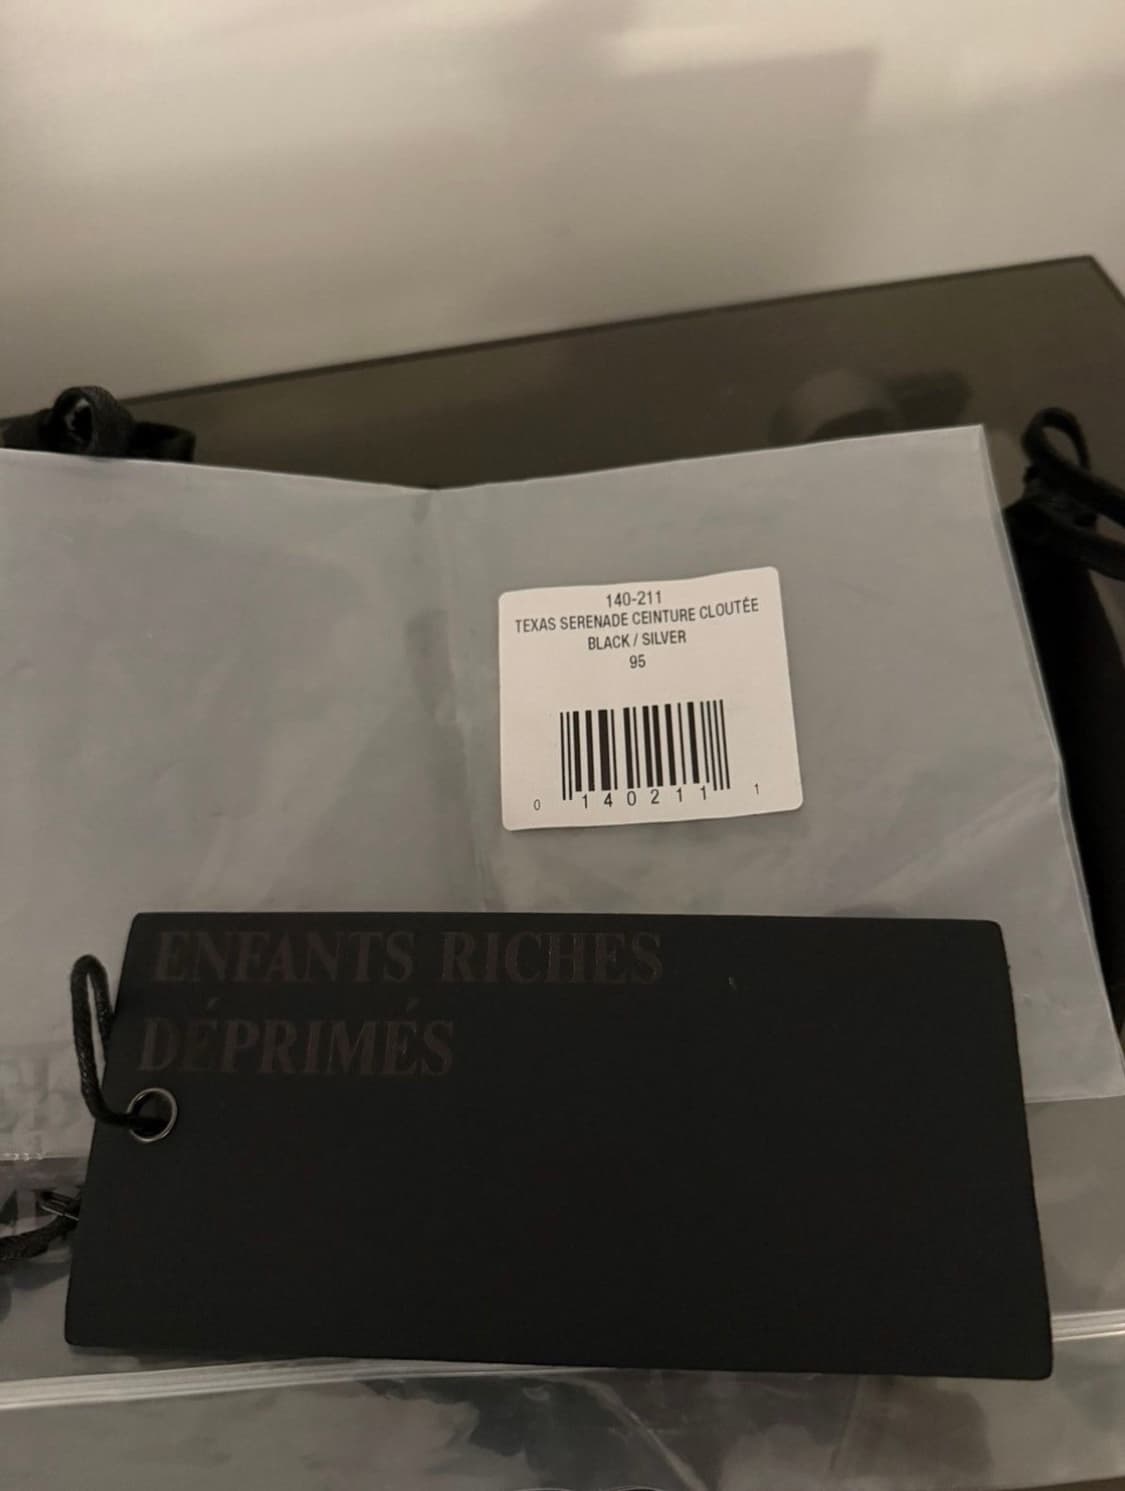 140-211
TEXAS SERENADE CEINTURE CLOUTÉE
BLACK / SILVER
95
0 140211 1
ENFANTS RICHES
DÉPRIMÉS